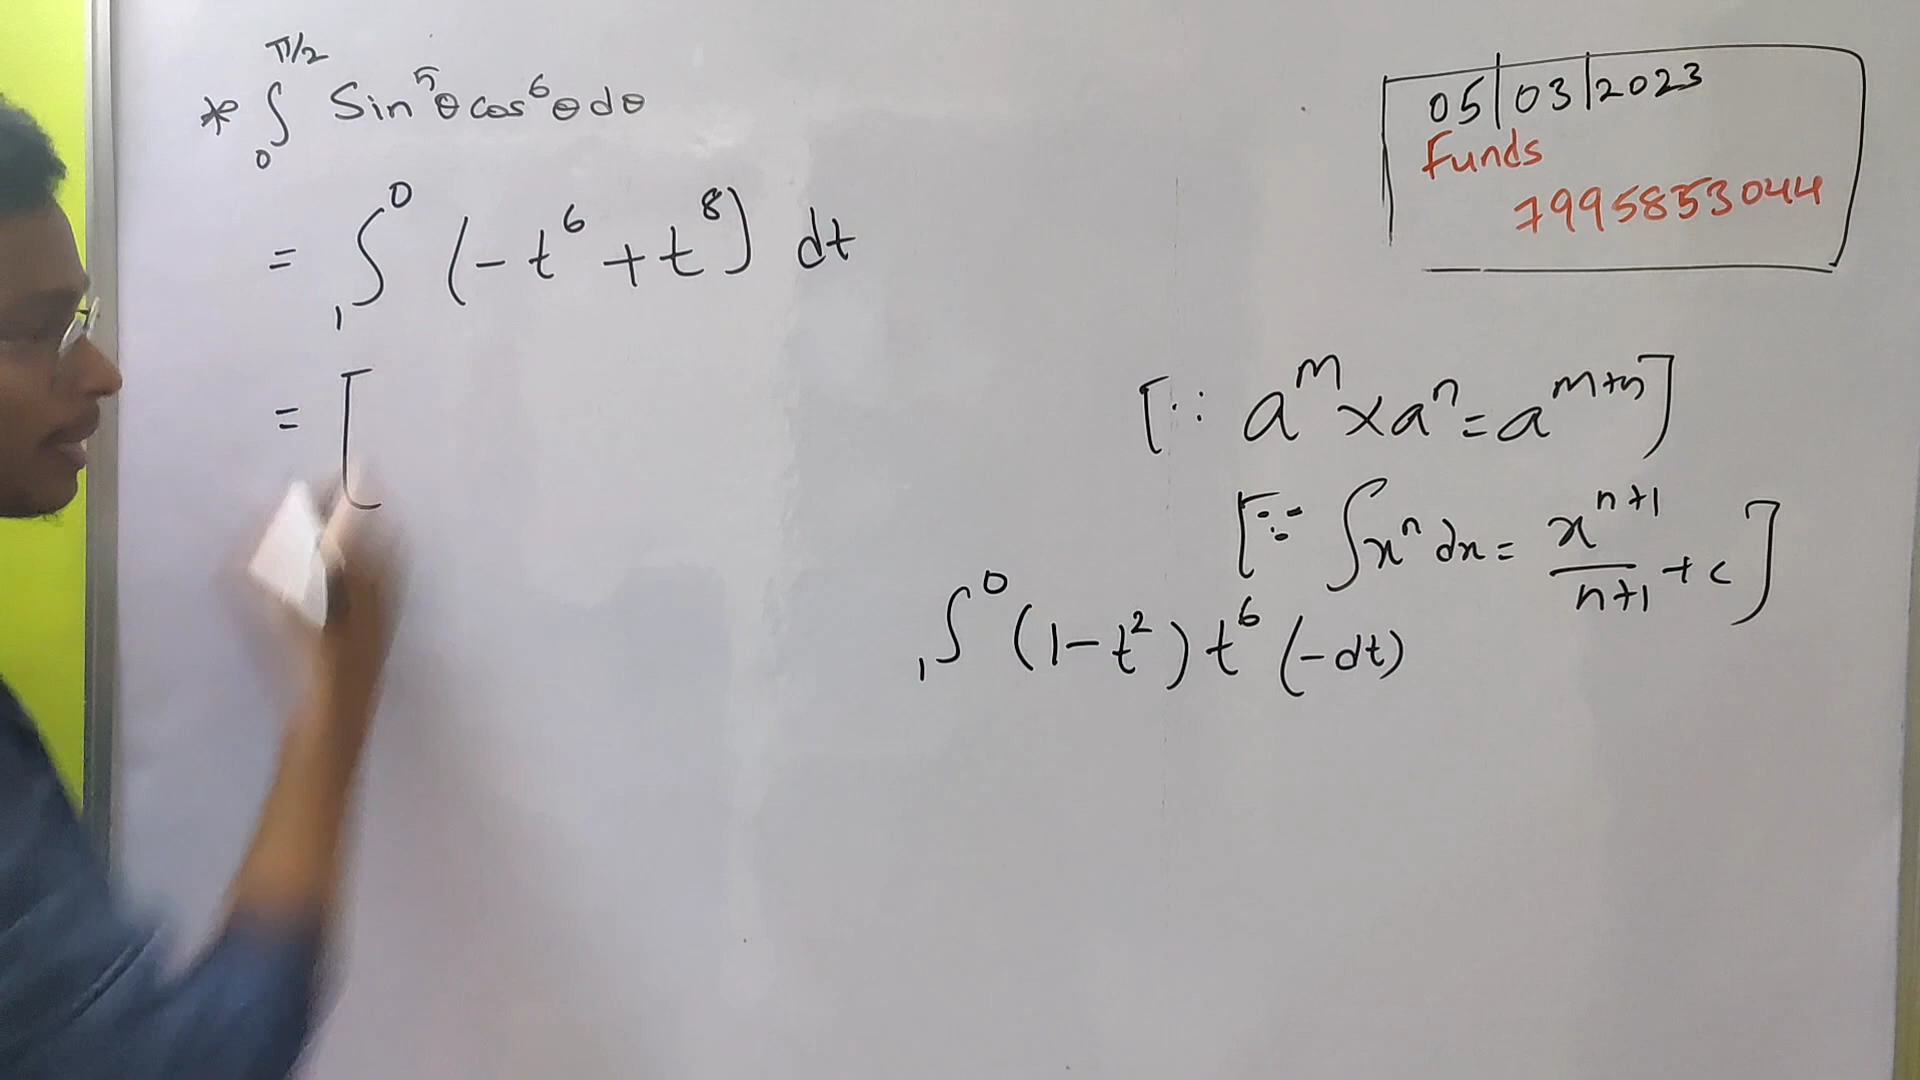 * ∫₀^{π/2} Sin⁵θ cos⁶θ dθ
= ∫₁⁰ (-t⁶ + t⁸) dt
= [
05|03|2023
Funds
7995853044
[∵ aᵐ × aⁿ = aᵐ⁺ⁿ]
[∵ ∫xⁿ dx = xⁿ⁺¹/n+1 + c]
∫₁⁰ (1-t²) t⁶ (-dt)